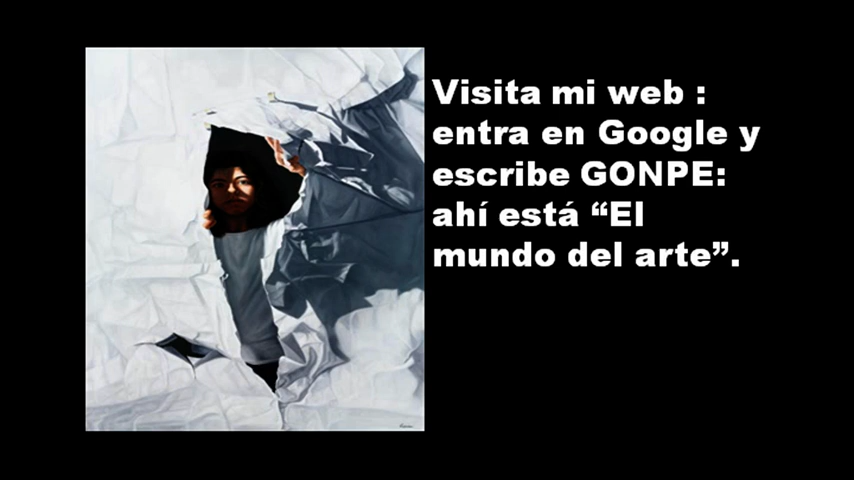 Visita mi web :
entra en Google y
escribe GONPE:
ahí está “El
mundo del arte”.